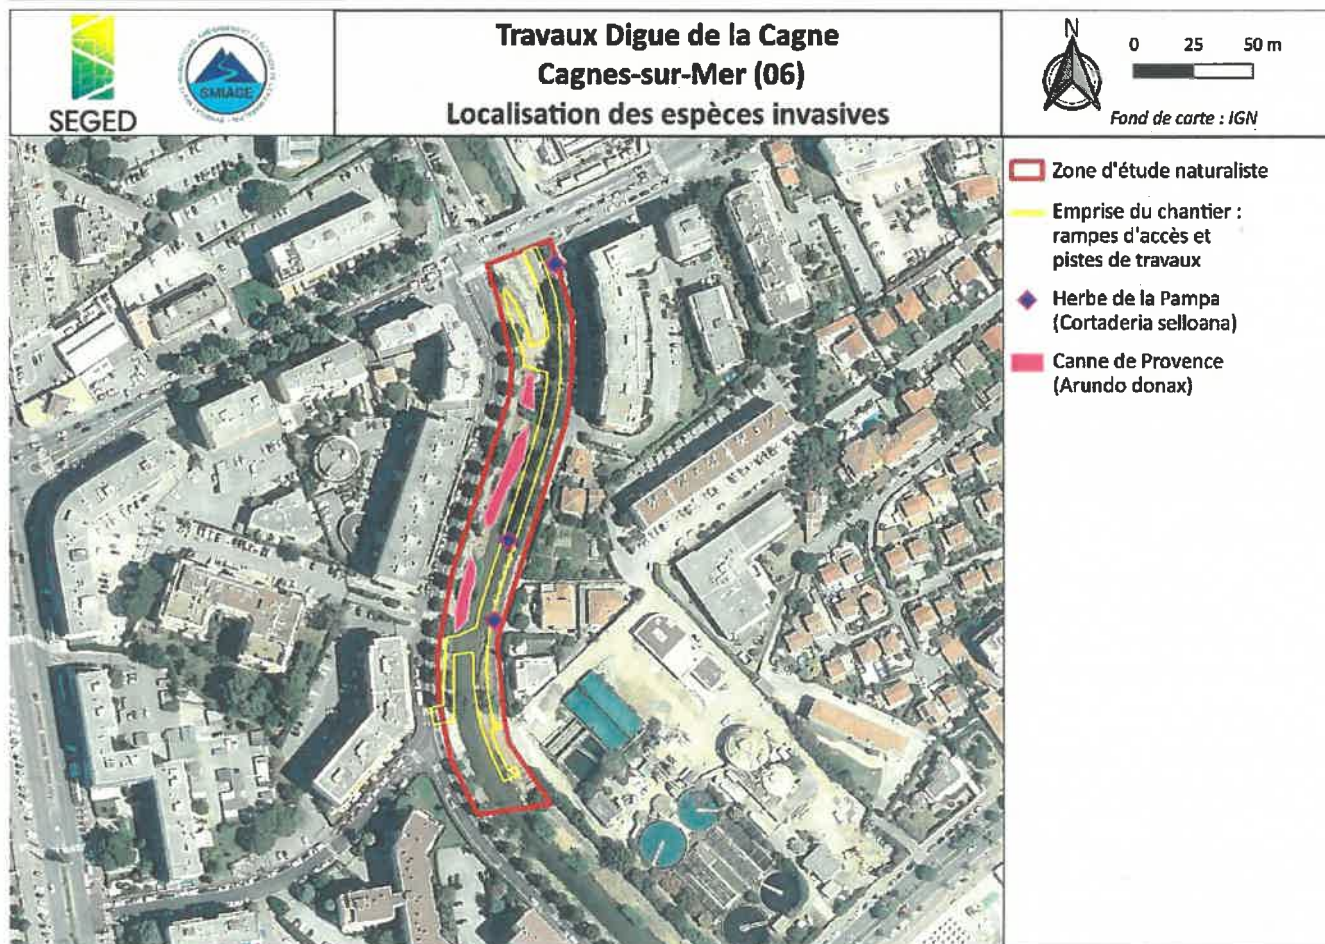 SEGED
SMIAGE
Travaux Digue de la Cagne
Cagnes-sur-Mer (06)
Localisation des espèces invasives
N
0 25 50 m
Fond de carte : IGN
Zone d'étude naturaliste
Emprise du chantier :
rampes d'accès et
pistes de travaux
Herbe de la Pampa
(Cortaderia selloana)
Canne de Provence
(Arundo donax)